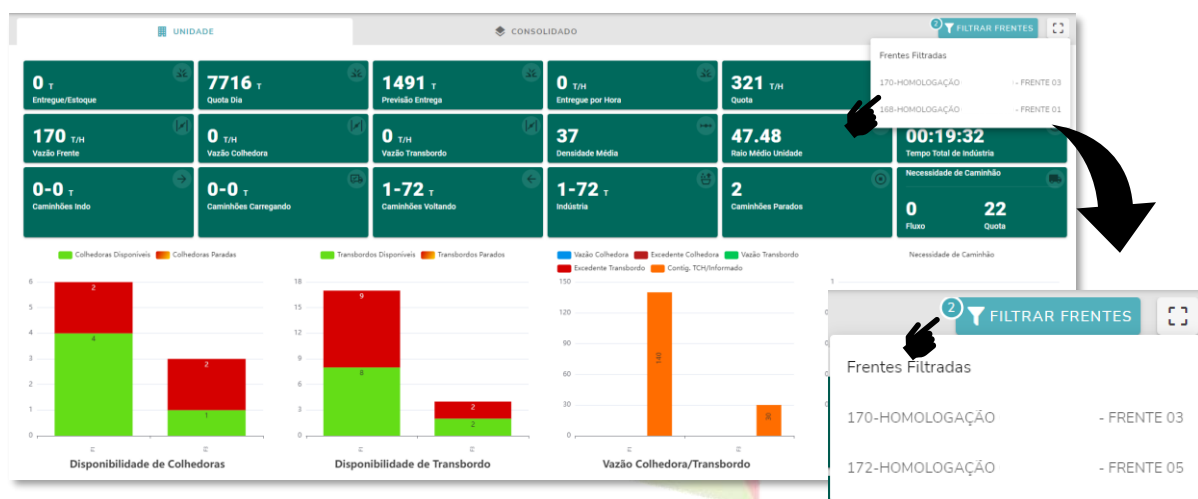 UNIDADE
CONSOLIDADO
2 FILTRAR FRENTES
Frentes Filtradas
170-HOMOLOGAÇÃO - FRENTE 03
168-HOMOLOGAÇÃO - FRENTE 01
0 T
Entregue/Estoque
7716 T
Quota Dia
1491 T
Previsão Entrega
0 T/H
Entregue por Hora
321 T/H
Quota
170 T/H
Vazão Frente
0 T/H
Vazão Colhedora
0 T/H
Vazão Transbordo
37
Densidade Média
47.48
Raio Médio Unidade
00:19:32
Tempo Total de Indústria
0-0 T
Caminhões Indo
0-0 T
Caminhões Carregando
1-72 T
Caminhões Voltando
1-72 T
Indústria
2
Caminhões Parados
Necessidade de Caminhão
0
Fluxo
22
Quota
Colhedoras Disponíveis Colhedoras Paradas
6
5
4
3
2
1
0
2
4
2
1
Disponibilidade de Colhedoras
Transbordos Disponíveis Transbordos Parados
18
15
12
9
6
3
0
9
8
2
2
Disponibilidade de Transbordo
Vazão Colhedora Excedente Colhedora Vazão Transbordo
Excedente Transbordo Contig. TCH/Informado
150
120
90
60
30
0
140
30
Vazão Colhedora/Transbordo
Necessidade de Caminhão
1
2 FILTRAR FRENTES
Frentes Filtradas
170-HOMOLOGAÇÃO - FRENTE 03
172-HOMOLOGAÇÃO - FRENTE 05